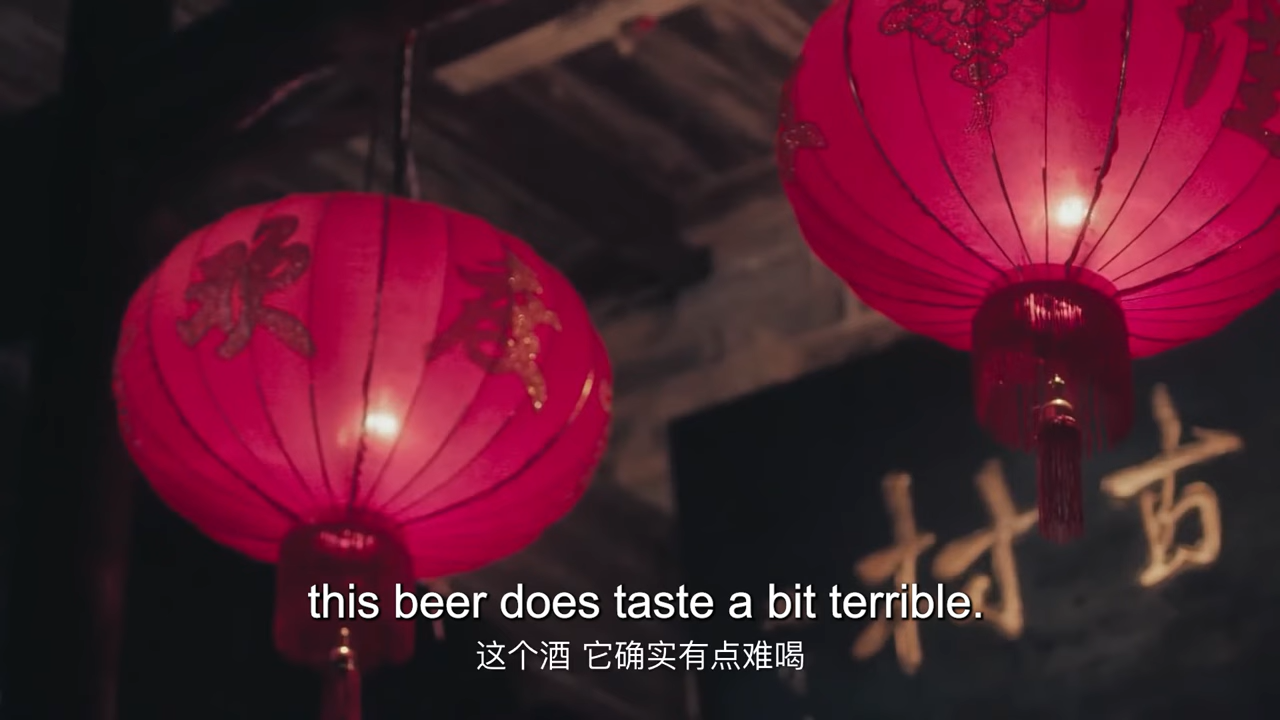 村古
this beer does taste a bit terrible.
这个酒 它确实有点难喝